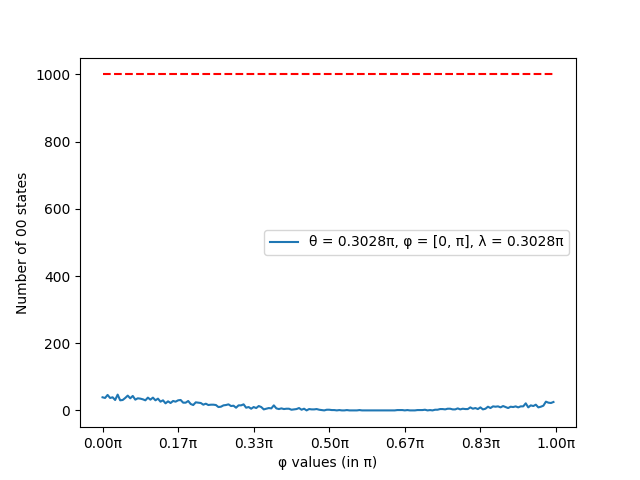 1000
800
600
400
200
0
Number of 00 states
θ = 0.3028π, φ = [0, π], λ = 0.3028π
0.00π 0.17π 0.33π 0.50π 0.67π 0.83π 1.00π
φ values (in π)